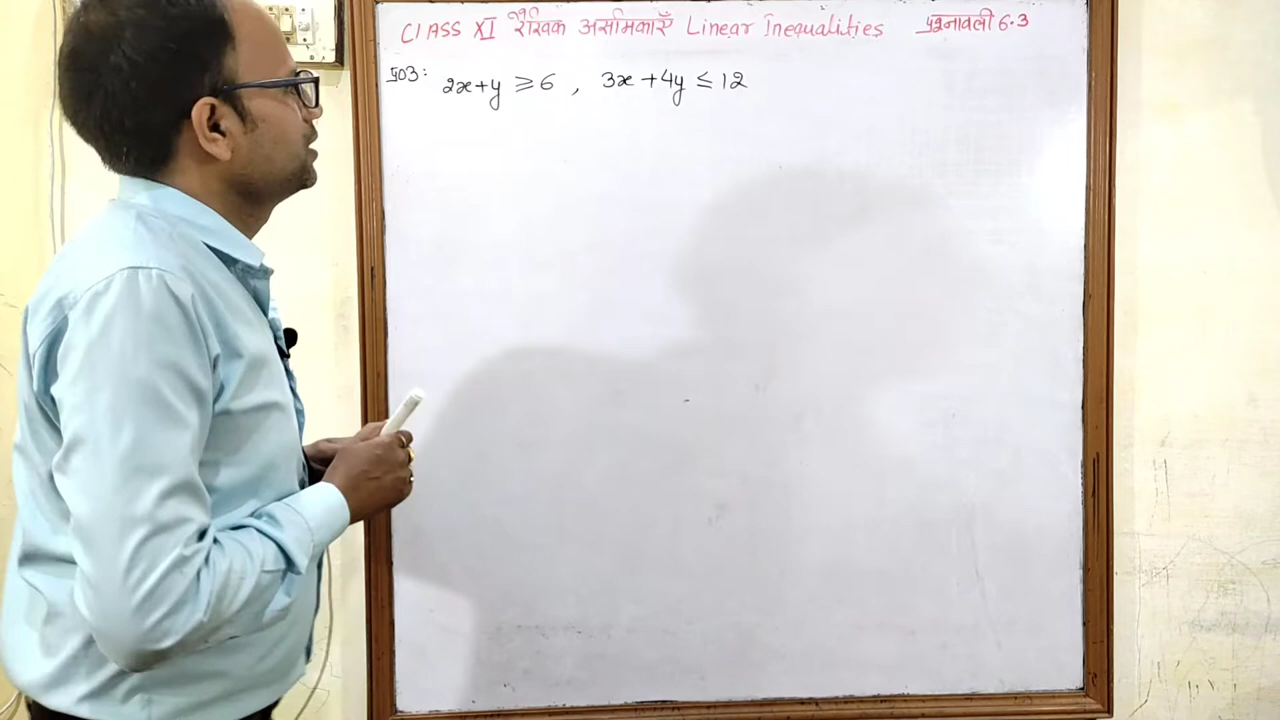 CLASS XI रैखिक असमिकाएँ Linear Inequalities प्रश्नावली 6.3
प्र03: 2x+y ≥ 6 , 3x + 4y ≤ 12